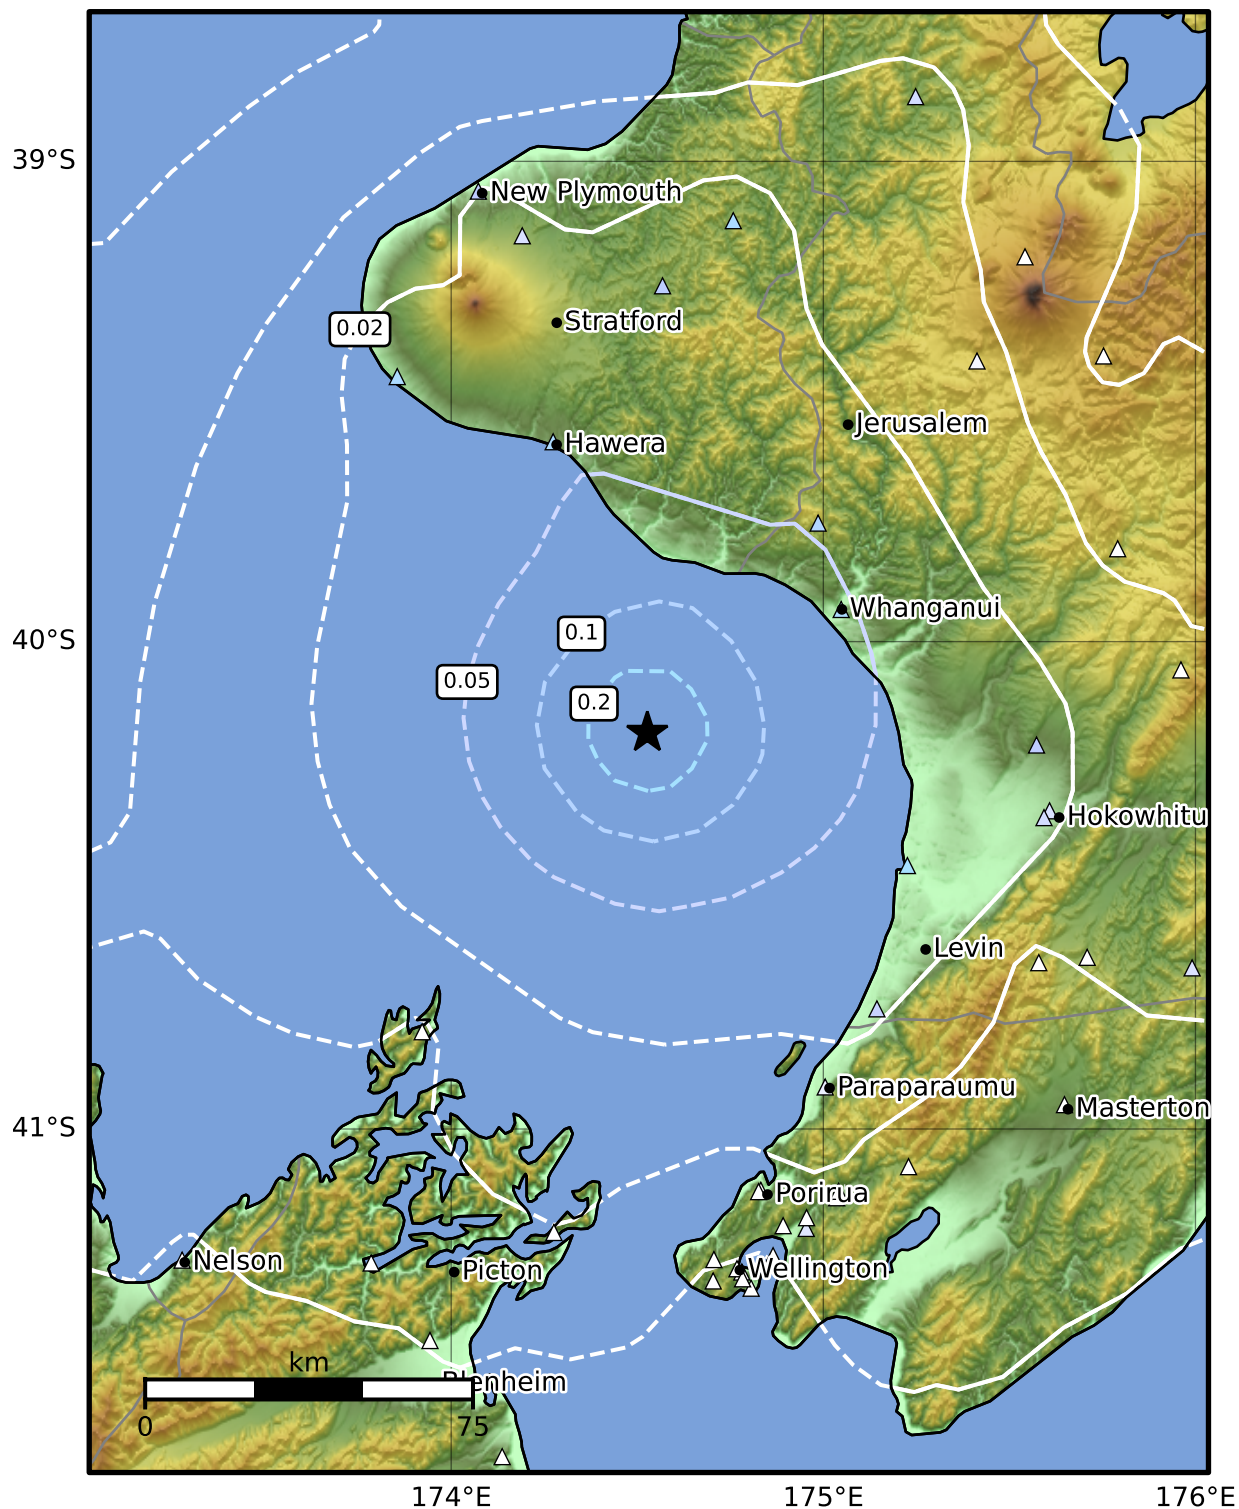 39°S
New Plymouth
Stratford
0.02
Jerusalem
Hawera
Whanganui
0.1
40°S
0.05
0.2
Hokowhitu
Levin
Paraparaumu
Masterton
41°S
Porirua
Nelson
Picton
Wellington
km
Blenheim
0
75
174°E
175°E
176°E